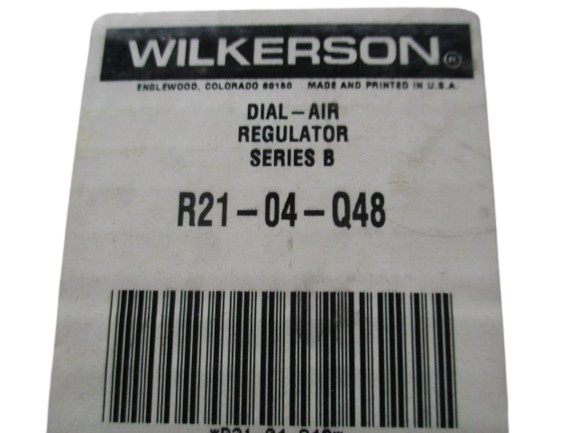 WILKERSON®
ENGLEWOOD, COLORADO 80150 MADE AND PRINTED IN U.S.A.
DIAL-AIR
REGULATOR
SERIES B
R21-04-Q48